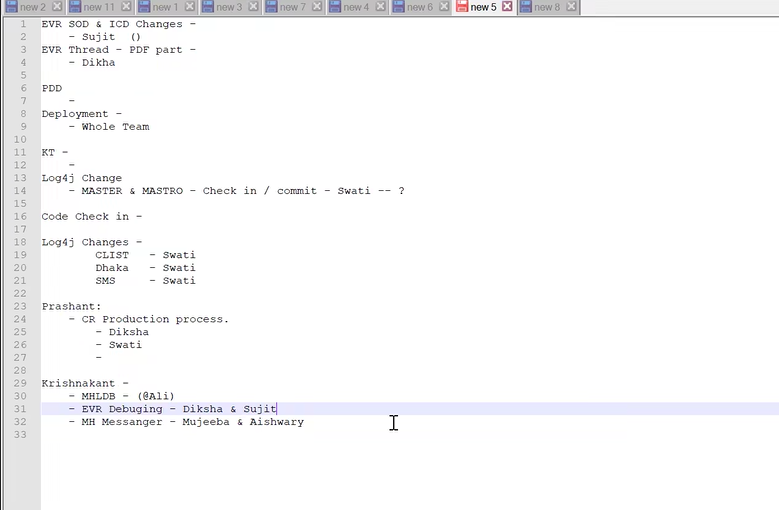 new 2 new 11 new 1 new 3 new 7 new 4 new 6 new 5 new 8
1 EVR SOD & ICD Changes -
2 - Sujit ()
3 EVR Thread - PDF part -
4 - Dikha
5
6 PDD
7 -
8 Deployment -
9 - Whole Team
10
11 KT -
12 -
13 Log4j Change
14 - MASTER & MASTRO - Check in / commit - Swati -- ?
15
16 Code Check in -
17
18 Log4j Changes -
19 CLIST - Swati
20 Dhaka - Swati
21 SMS - Swati
22
23 Prashant:
24 - CR Production process.
25 - Diksha
26 - Swati
27 -
28
29 Krishnakant -
30 - MHLDB - (@Ali)
31 - EVR Debuging - Diksha & Sujit
32 - MH Messanger - Mujeeba & Aishwary
33